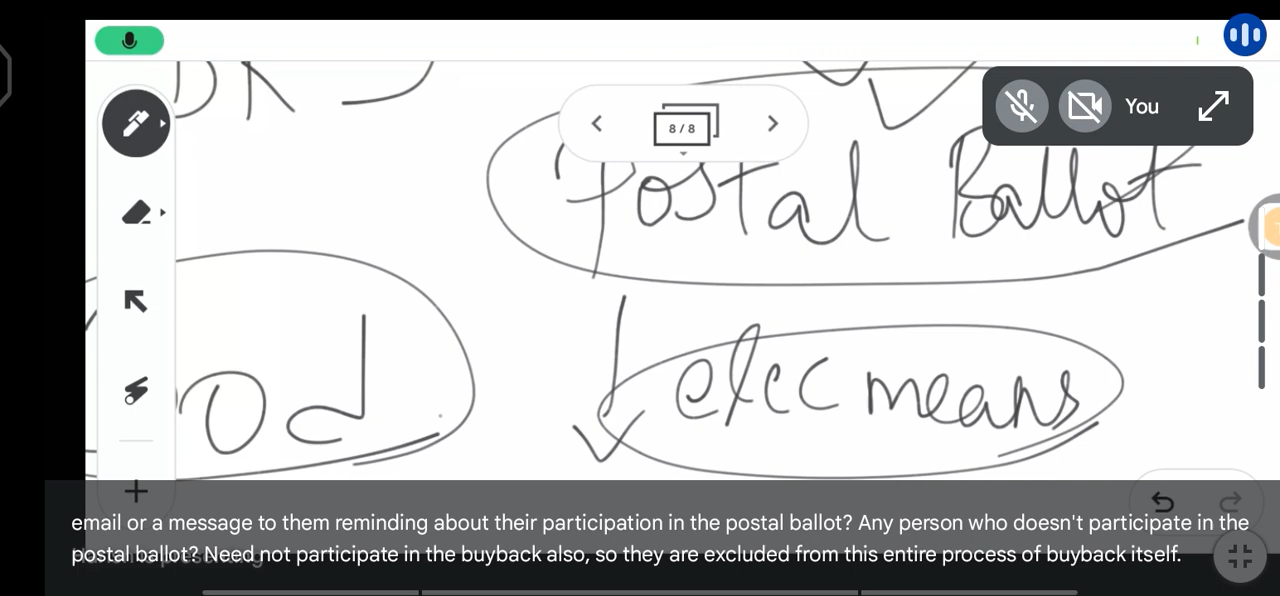 8/8
You
Postal Ballot
elec means
od
email or a message to them reminding about their participation in the postal ballot? Any person who doesn't participate in the
postal ballot? Need not participate in the buyback also, so they are excluded from this entire process of buyback itself.